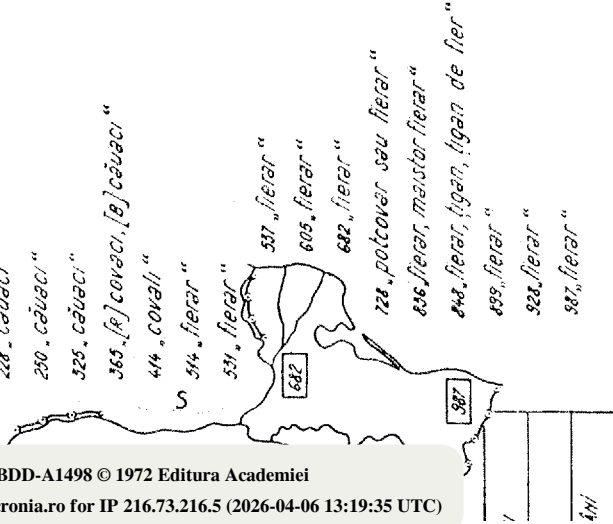 228 „căuaci“
250 „căuaci“
325 „căuaci“
365 „[R] covaci, [B] căuaci“
414 „covali“
514 „fierar“
531 „fierar“
537 „fierar“
605 „fierar“
682 „fierar“
728 „potcovar sau fierar“
836 „fierar, maistor fierar“
848 „fierar, țigan, țigan de fier“
899 „fierar“
928 „fierar“
987 „fierar“
S
682
987
BDD-A1498 © 1972 Editura Academiei
cronia.ro for IP 216.73.216.5 (2026-04-06 13:19:35 UTC)